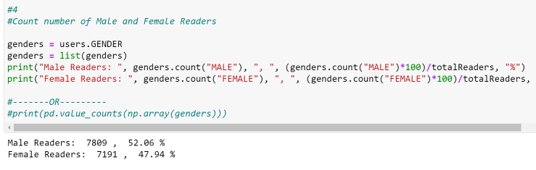 #4
#Count number of Male and Female Readers
genders = users.GENDER
genders = list(genders)
print("Male Readers: ", genders.count("MALE"), ", ", (genders.count("MALE")*100)/totalReaders, "%")
print("Female Readers: ", genders.count("FEMALE"), ", ", (genders.count("FEMALE")*100)/totalReaders,
#-------OR---------
#print(pd.value_counts(np.array(genders)))
Male Readers:  7809 ,  52.06 %
Female Readers:  7191 ,  47.94 %